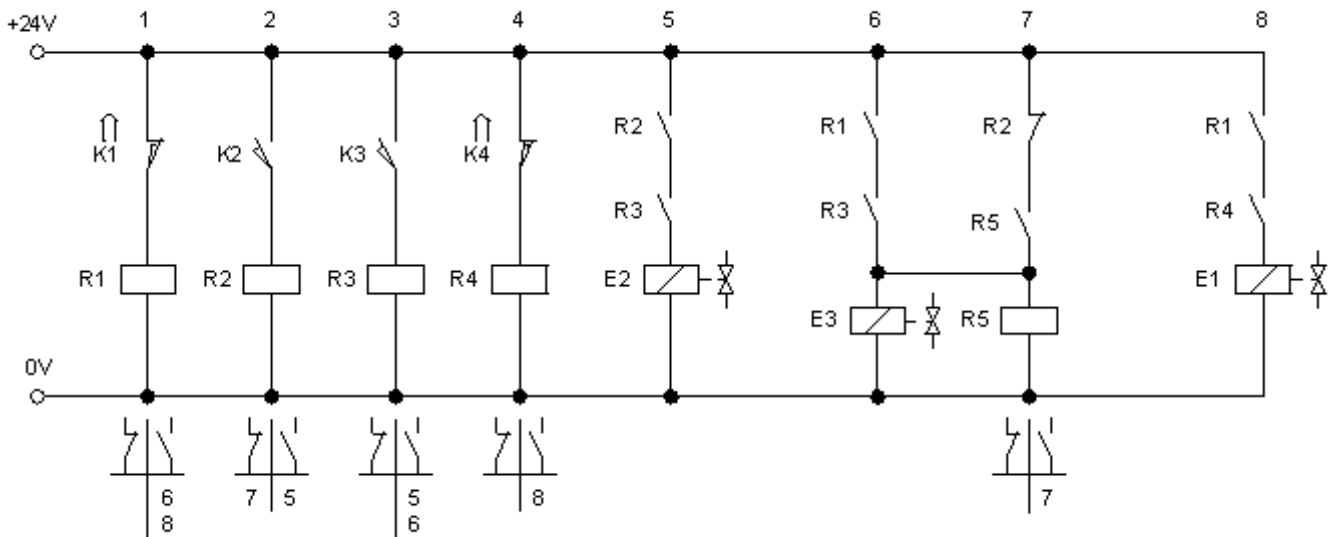 +24V 1 2 3 4 5 6 7 8
R2 R1 R2 R1
K1 K2 K3 K4
R3 R3 R5 R4
R1 R2 R3 R4 E2 E1
E3 R5
0V
6 7 5 5 8 7
8 6